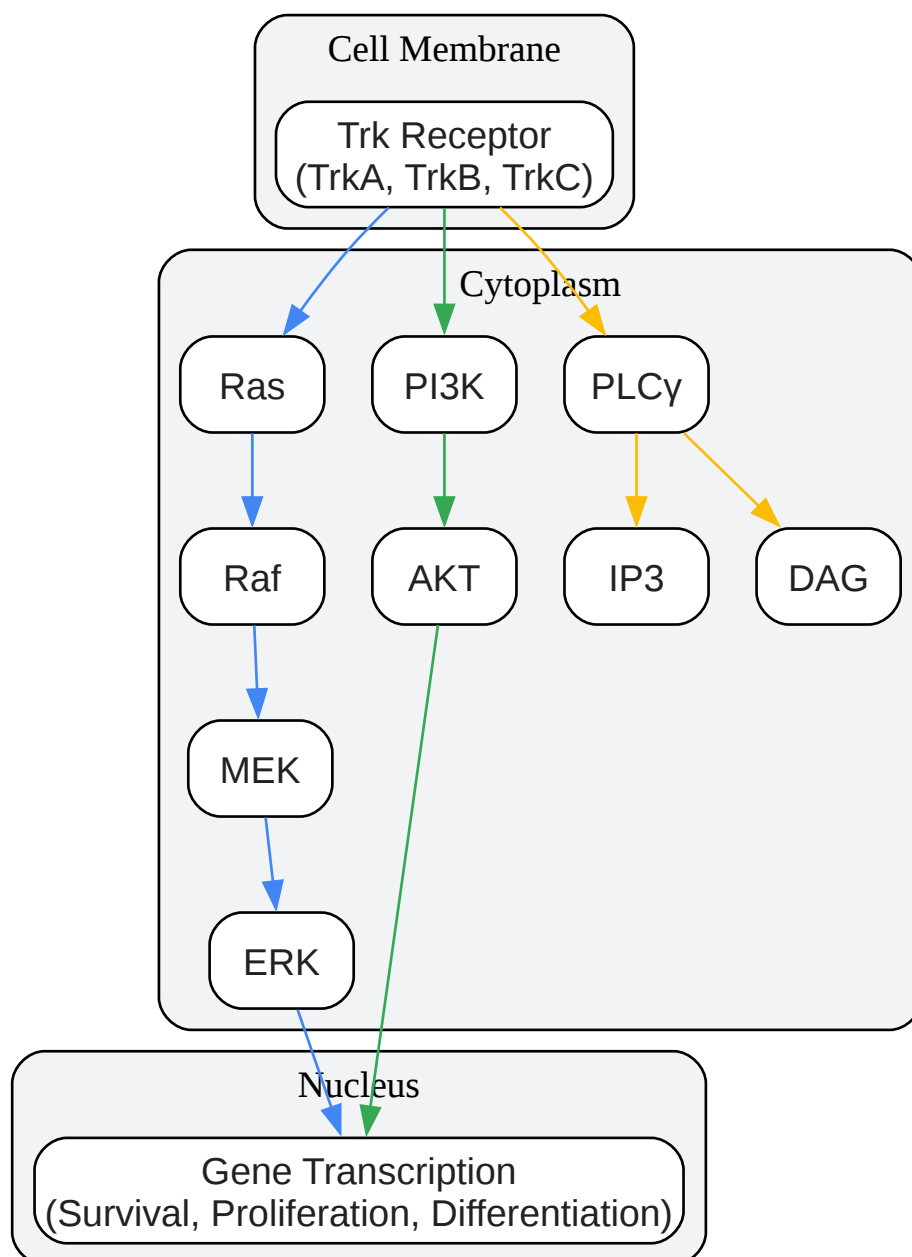 Cell Membrane
Trk Receptor
(TrkA, TrkB, TrkC)
Cytoplasm
Ras
PI3K
PLCγ
Raf
AKT
IP3
DAG
MEK
ERK
Nucleus
Gene Transcription
(Survival, Proliferation, Differentiation)